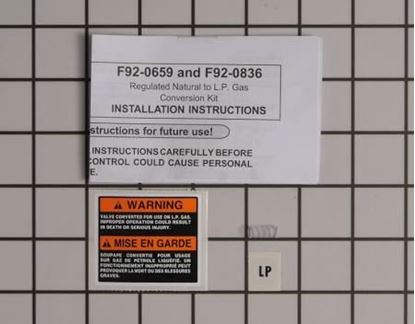 F92-0659 and F92-0836
Regulated Natural to L.P. Gas
Conversion Kit
INSTALLATION INSTRUCTIONS
structions for future use!
INSTRUCTIONS CAREFULLY BEFORE
CONTROL COULD CAUSE PERSONAL
E.
WARNING
VALVE CONVERTED FOR USE ON L.P. GAS.
IMPROPER OPERATION COULD RESULT
IN DEATH OR SERIOUS INJURY.
MISE EN GARDE
SOUPAPE CONVERTIE POUR USAGE
SUR GAZ DE PETROLE LIQUEFIE. UN
FONCTIONNEMENT INAPPROPRIE PEUT
PROVOQUER LA MORT OU DES BLESSURES
GRAVES.
LP